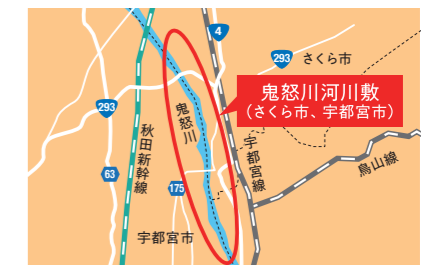 4
293
さくら市
鬼怒川河川敷
（さくら市、宇都宮市）
293
鬼怒川
秋田新幹線
宇都宮線
烏山線
63
175
宇都宮市